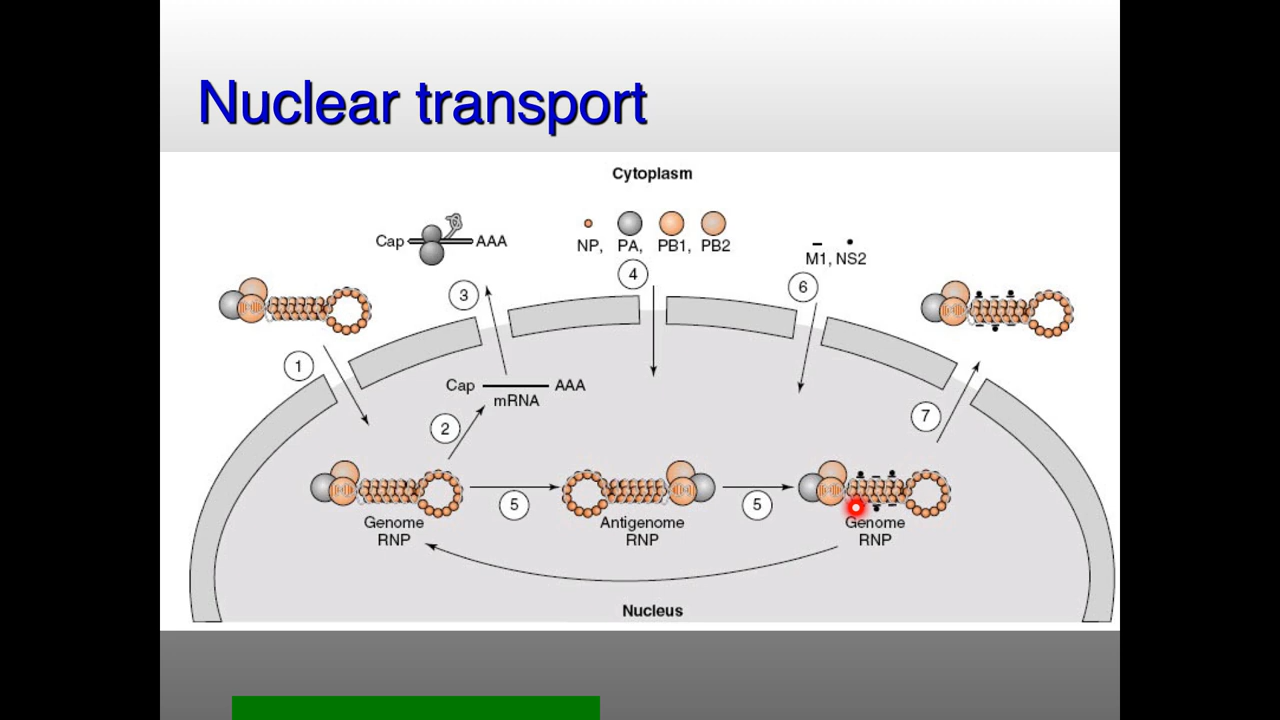 Nuclear transport
Cytoplasm
Cap AAA
NP, PA, PB1, PB2
M1, NS2
4
6
3
1
Cap AAA
mRNA
2
7
5
5
Genome
RNP
Antigenome
RNP
Genome
RNP
Nucleus